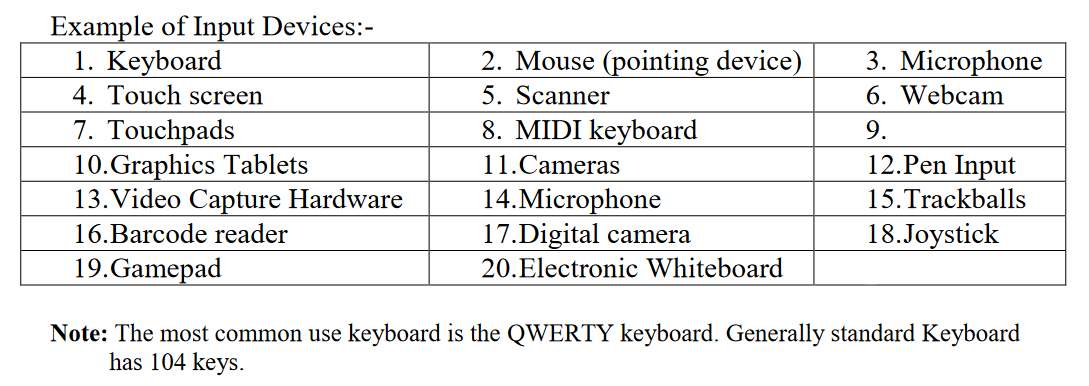 Example of Input Devices:-
1. Keyboard 2. Mouse (pointing device) 3. Microphone
4. Touch screen 5. Scanner 6. Webcam
7. Touchpads 8. MIDI keyboard 9.
10.Graphics Tablets 11.Cameras 12.Pen Input
13.Video Capture Hardware 14.Microphone 15.Trackballs
16.Barcode reader 17.Digital camera 18.Joystick
19.Gamepad 20.Electronic Whiteboard
Note: The most common use keyboard is the QWERTY keyboard. Generally standard Keyboard
has 104 keys.